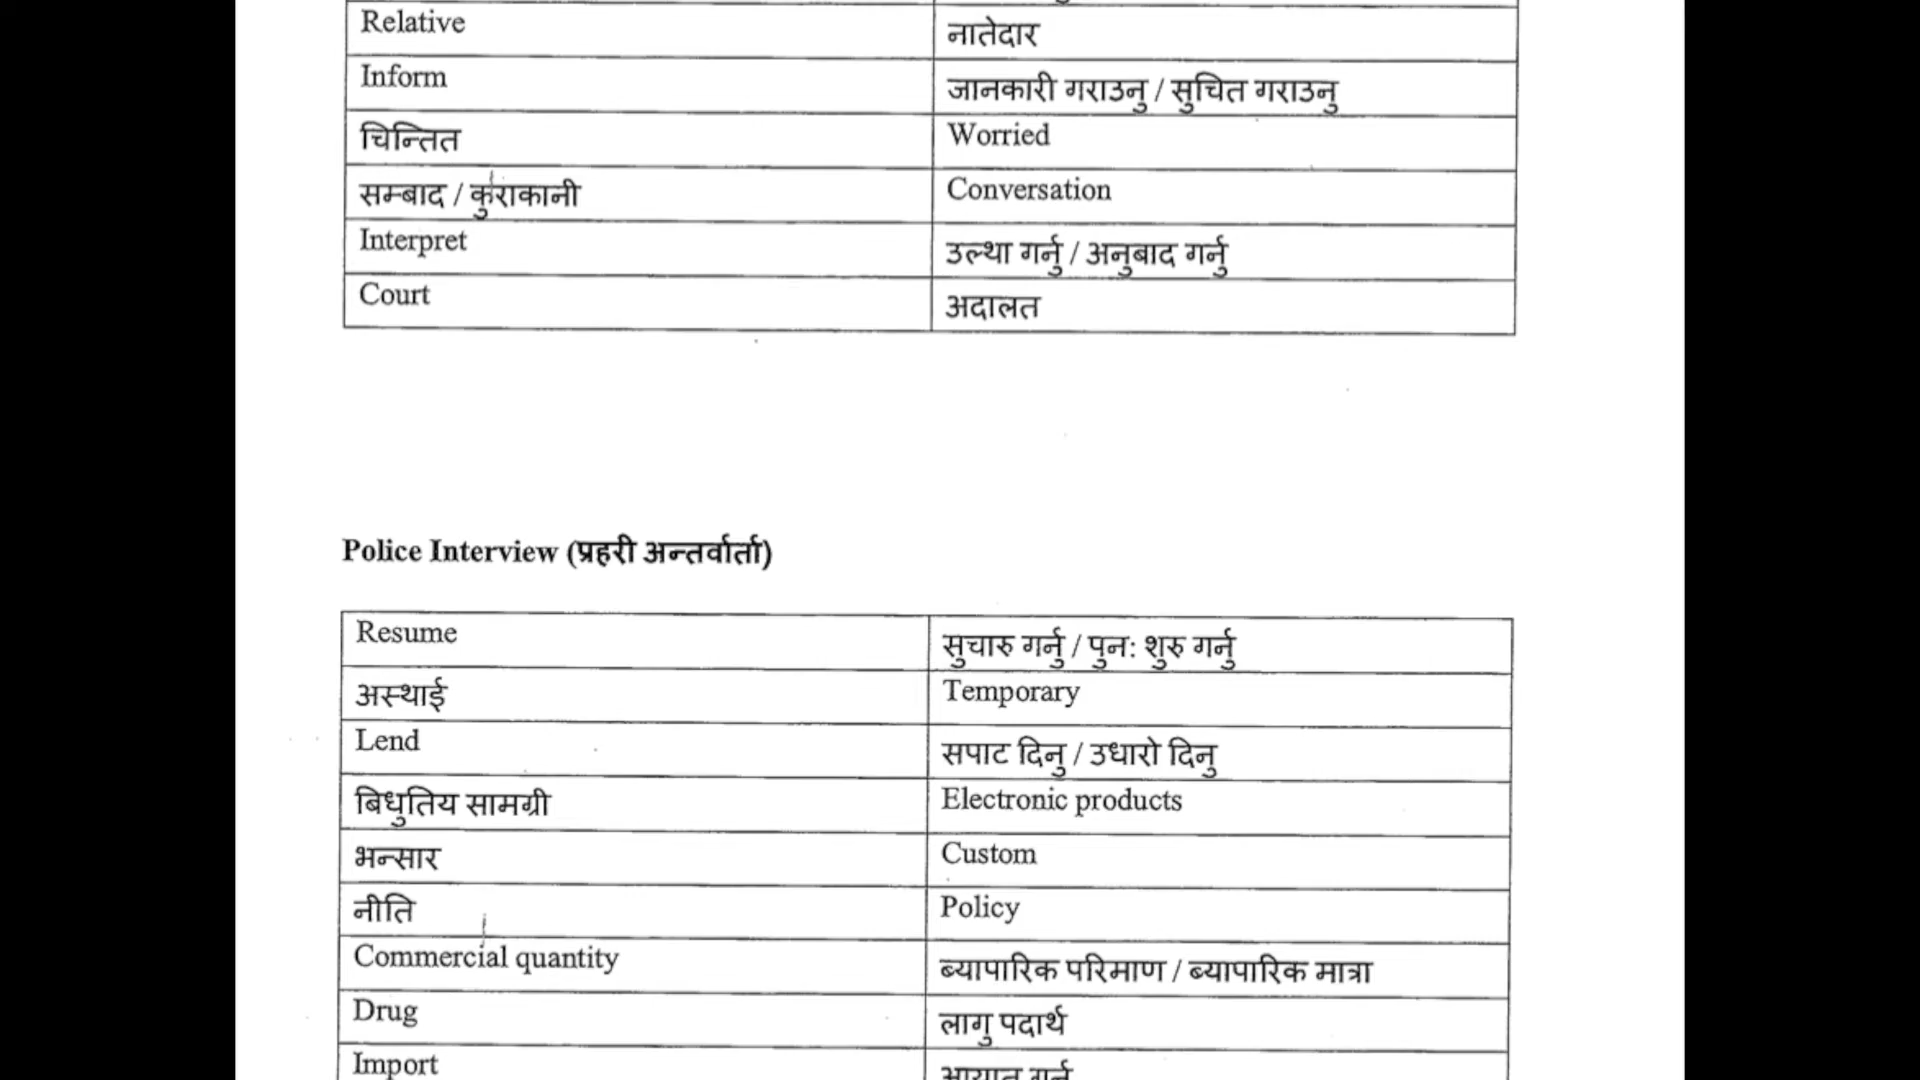 Relative
नातेदार
Inform
जानकारी गराउनु / सुचित गराउनु
चिन्तित
Worried
सम्बाद / कुराकानी
Conversation
Interpret
उल्था गर्नु / अनुबाद गर्नु
Court
अदालत
Police Interview (प्रहरी अन्तर्वार्ता)
Resume
सुचारु गर्नु / पुन: शुरु गर्नु
अस्थाई
Temporary
Lend
सपाट दिनु / उधारो दिनु
बिधुतिय सामग्री
Electronic products
भन्सार
Custom
नीति
Policy
Commercial quantity
ब्यापारिक परिमाण / ब्यापारिक मात्रा
Drug
लागु पदार्थ
Import
आयात गर्नु